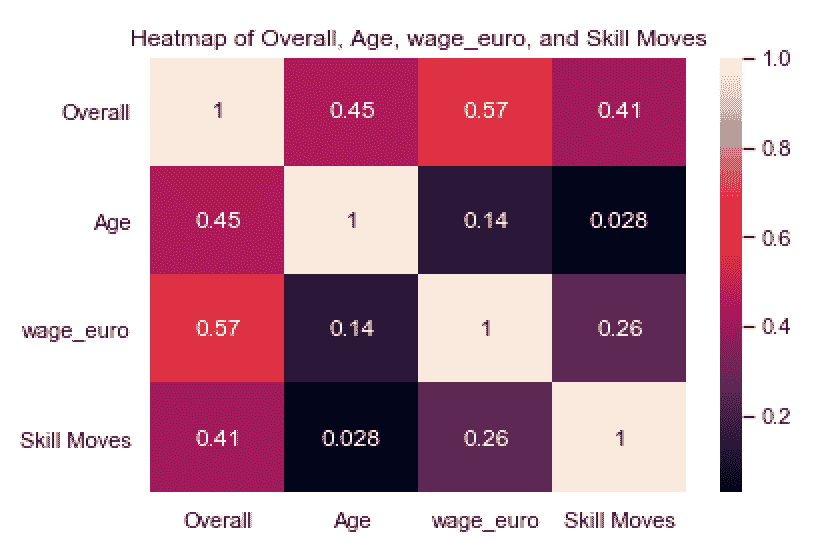 Heatmap of Overall, Age, wage_euro, and Skill Moves
Overall 1 0.45 0.57 0.41
Age 0.45 1 0.14 0.028
wage_euro 0.57 0.14 1 0.26
Skill Moves 0.41 0.028 0.26 1
Overall Age wage_euro Skill Moves
1.0
0.8
0.6
0.4
0.2